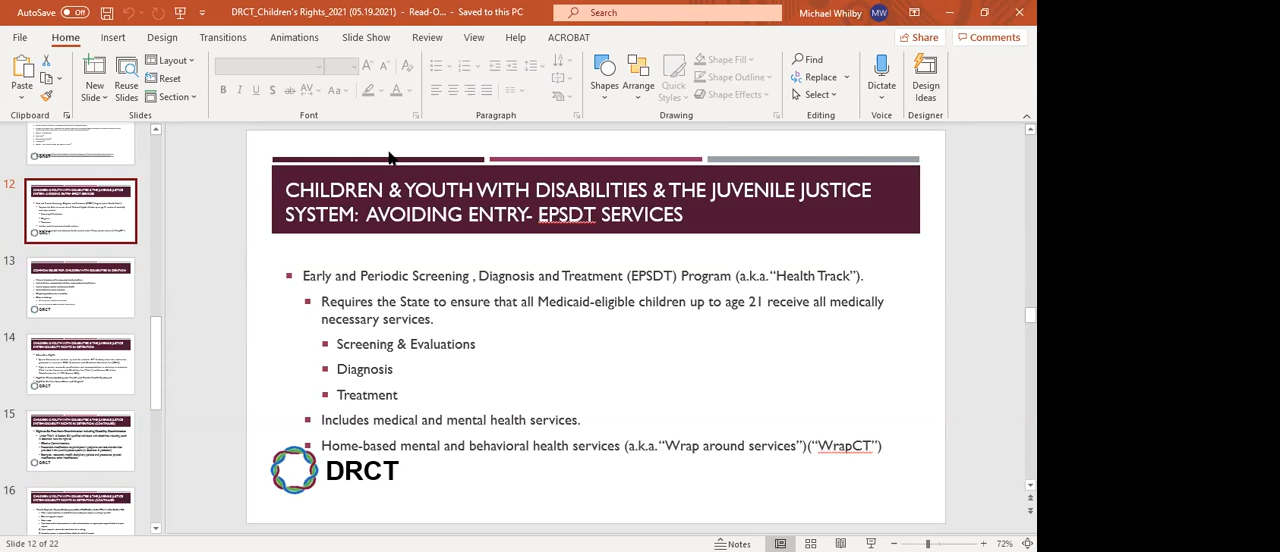 AutoSave Off DRCT_Children's Rights_2021 (05.19.2021) - Read-O... - Saved to this PC Search Michael Whilby MW
File Home Insert Design Transitions Animations Slide Show Review View Help ACROBAT Share Comments
Paste New Slide Reuse Slides Layout Reset Section Shapes Arrange Quick Styles Shape Fill Shape Outline Shape Effects Find Replace Select Dictate Design Ideas
Clipboard Slides Font Paragraph Drawing Editing Voice Designer
12
13
14
15
16
CHILDREN & YOUTH WITH DISABILITIES & THE JUVENILE JUSTICE
SYSTEM: AVOIDING ENTRY- EPSDT SERVICES
Early and Periodic Screening , Diagnosis and Treatment (EPSDT) Program (a.k.a. “Health Track”).
Requires the State to ensure that all Medicaid-eligible children up to age 21 receive all medically
necessary services.
Screening & Evaluations
Diagnosis
Treatment
Includes medical and mental health services.
Home-based mental and behavioral heath services (a.k.a. “Wrap around services”)(“WrapCT”)
DRCT
Slide 12 of 22 Notes 72%